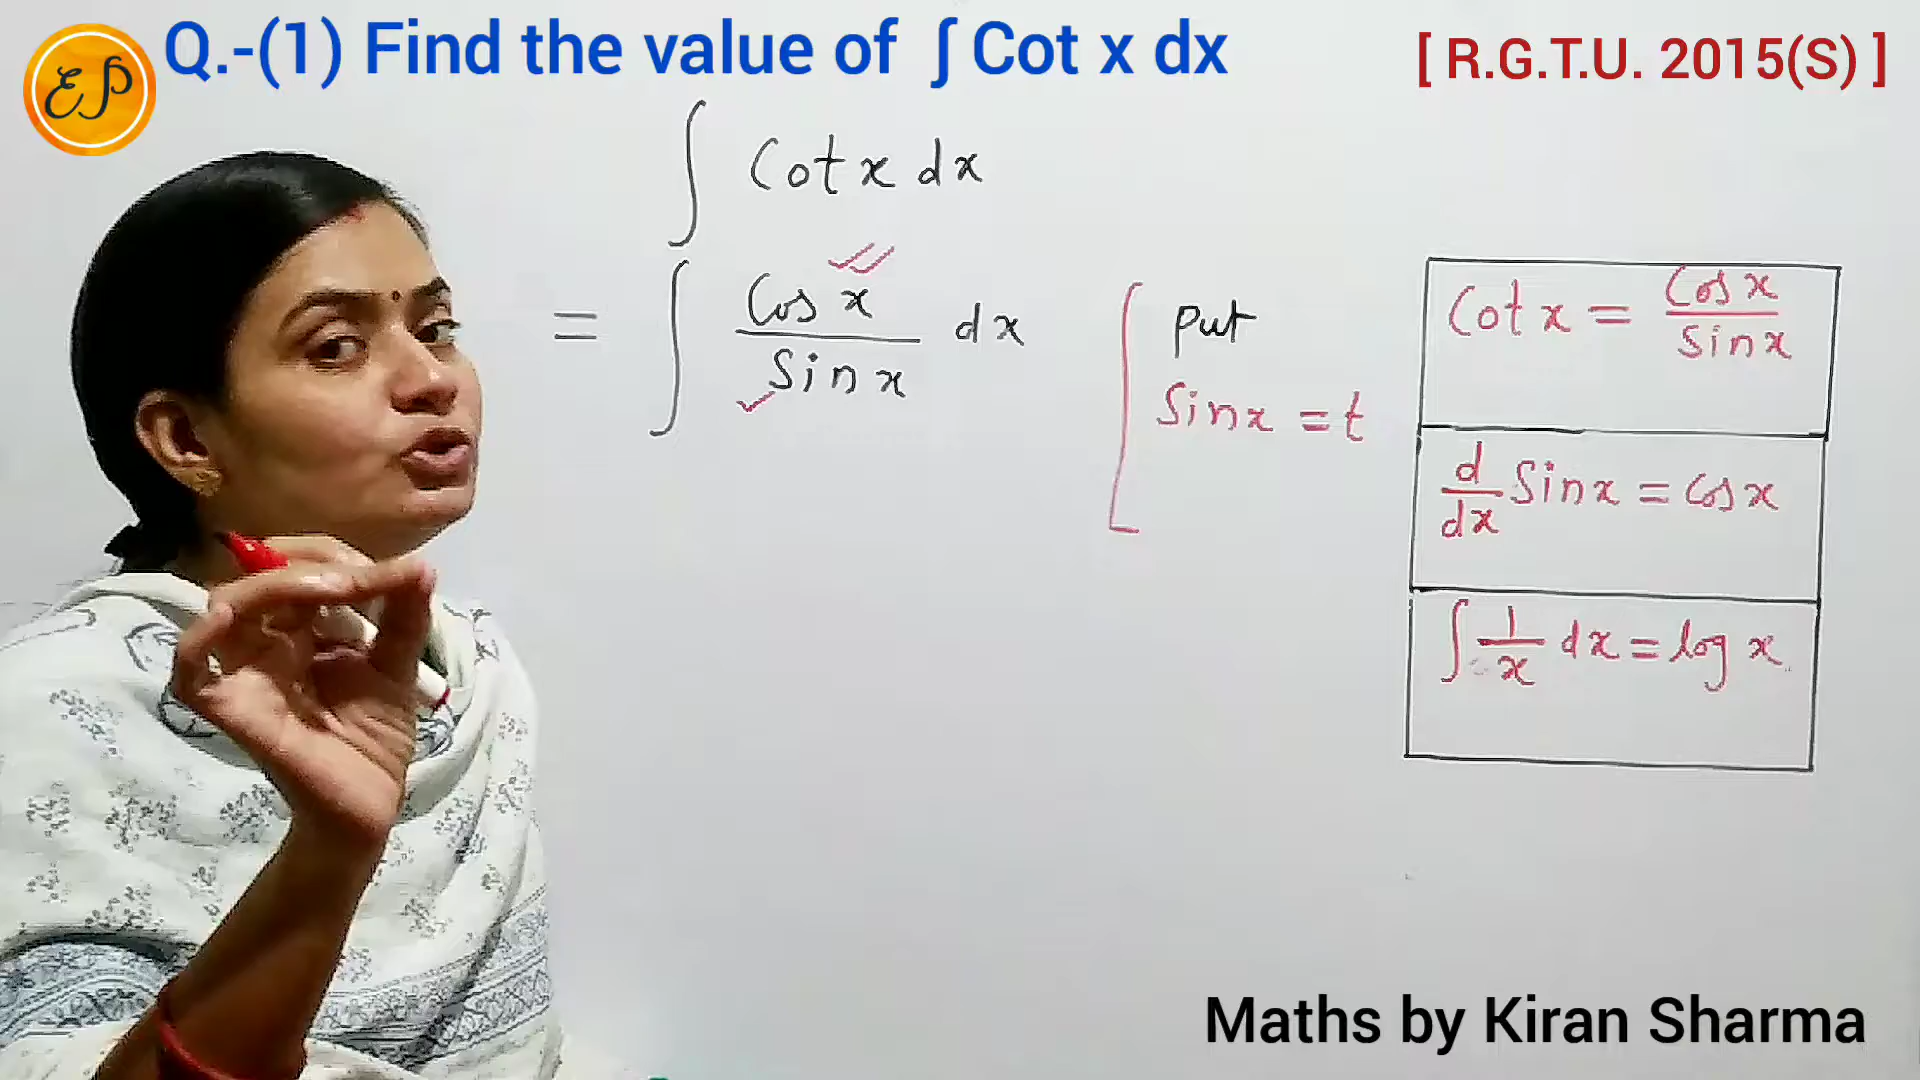 EP
Q.-(1) Find the value of ∫ Cot x dx
[ R.G.T.U. 2015(S) ]
∫ Cot x dx
= ∫ Cos x / Sin x dx
put
Sin x = t
Cot x = Cos x / Sin x
d/dx Sin x = Cos x
∫ 1/x dx = log x
Maths by Kiran Sharma